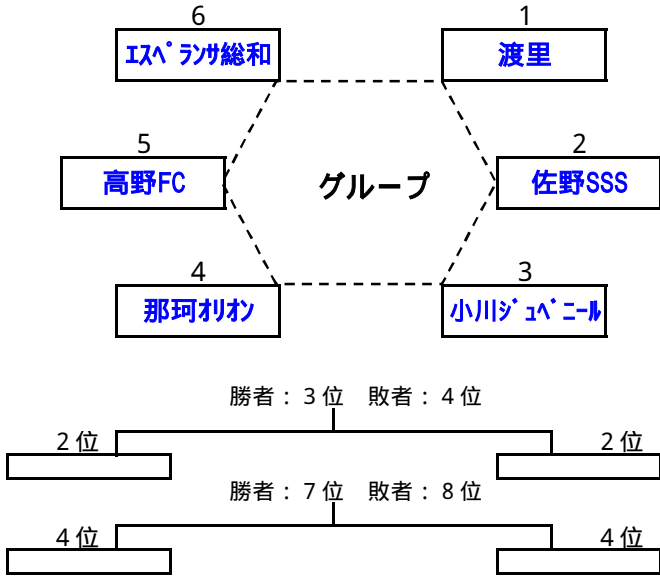 6
1
ｴｽﾍﾟﾗﾝｻ総和
渡里
5
2
高野FC
グループ
佐野SSS
4
3
那珂ｵﾘｵﾝ
小川ｼﾞｭﾍﾞﾆｰﾙ
勝者：3位　敗者：4位
2位
2位
勝者：7位　敗者：8位
4位
4位